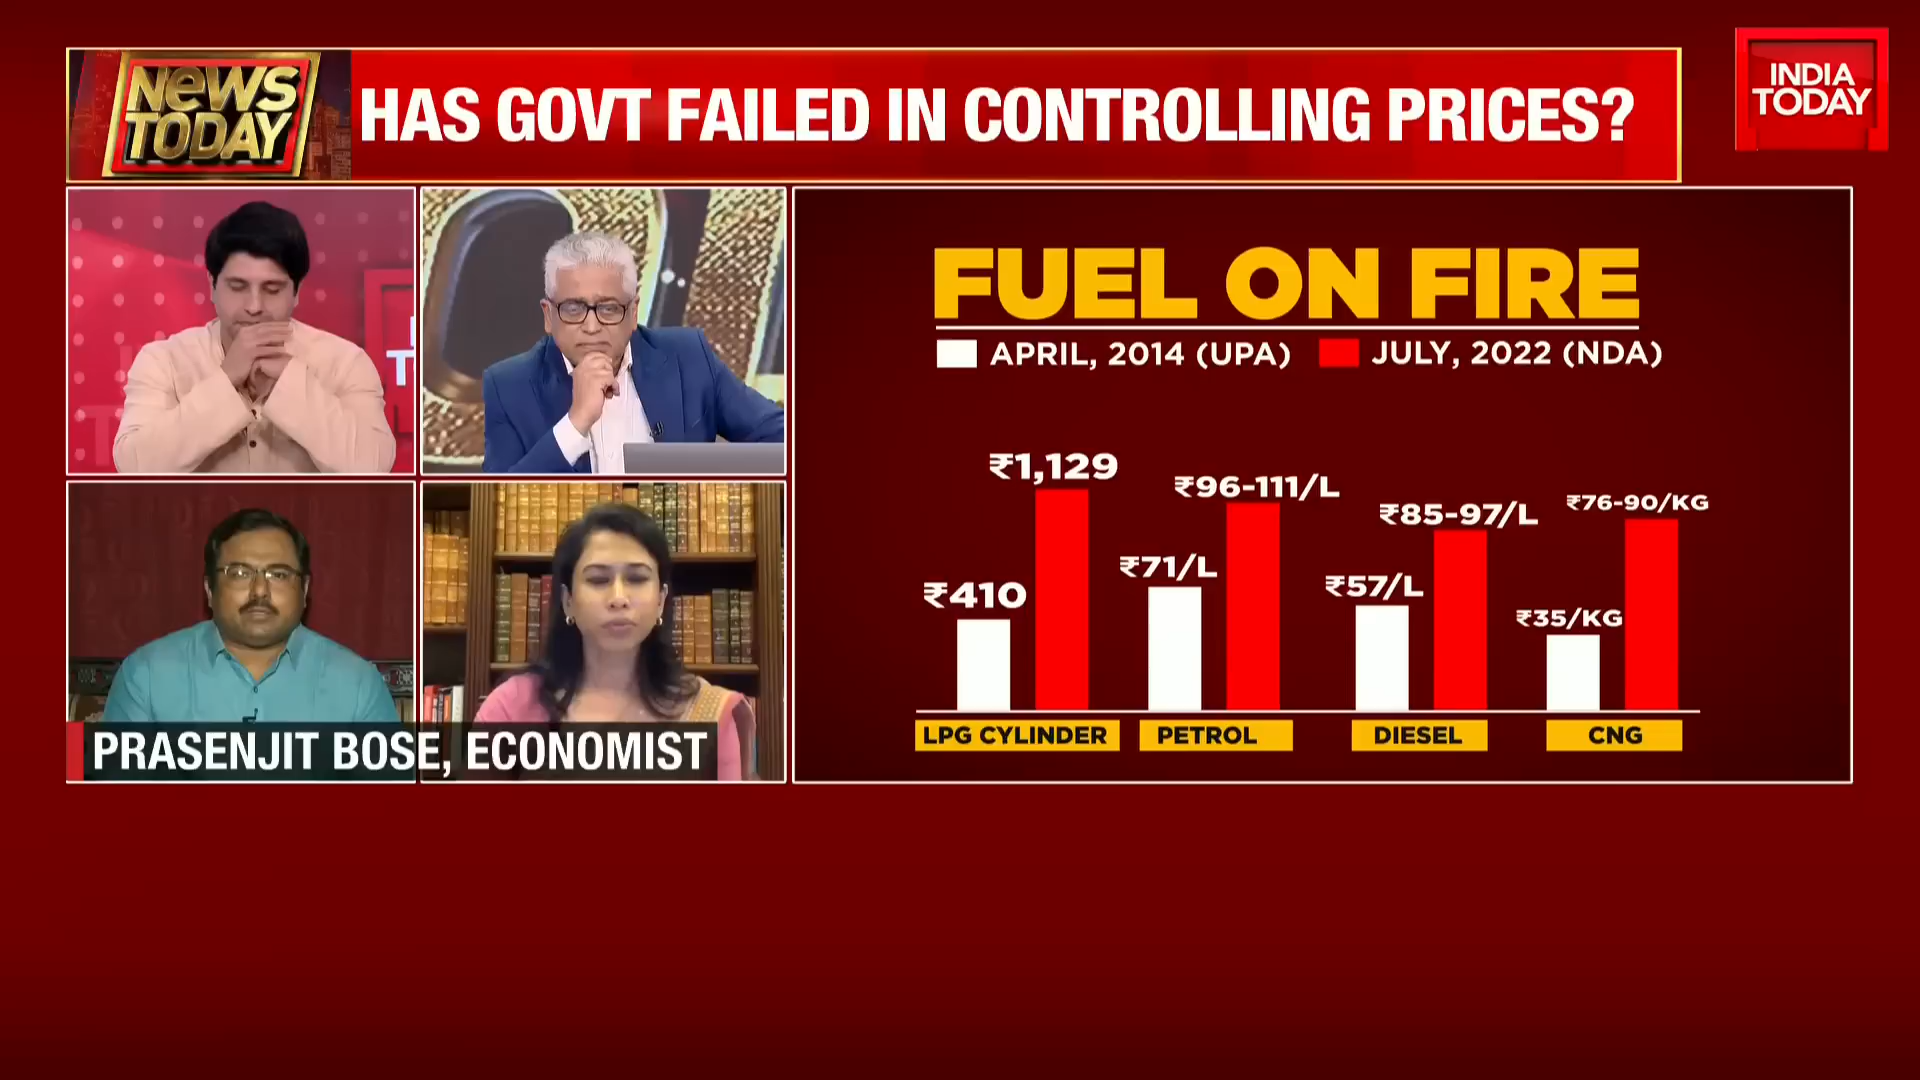 NEWS
TODAY
HAS GOVT FAILED IN CONTROLLING PRICES?
INDIA
TODAY
FUEL ON FIRE
APRIL, 2014 (UPA)
JULY, 2022 (NDA)
₹410
₹1,129
₹71/L
₹96-111/L
₹57/L
₹85-97/L
₹35/KG
₹76-90/KG
LPG CYLINDER
PETROL
DIESEL
CNG
PRASENJIT BOSE, ECONOMIST